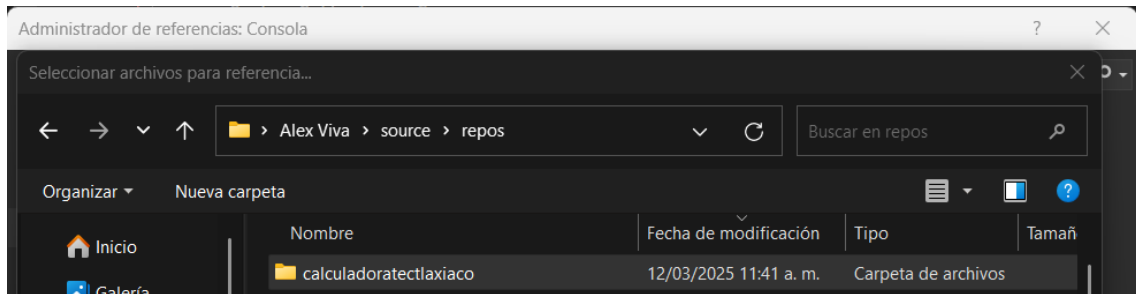 Administrador de referencias: Consola ?
Seleccionar archivos para referencia...
Alex Viva > source > repos
Buscar en repos
Organizar Nueva carpeta ?
Nombre Fecha de modificación Tipo Tamañ
Inicio
calculadoratectlaxiaco 12/03/2025 11:41 a. m. Carpeta de archivos
Galería